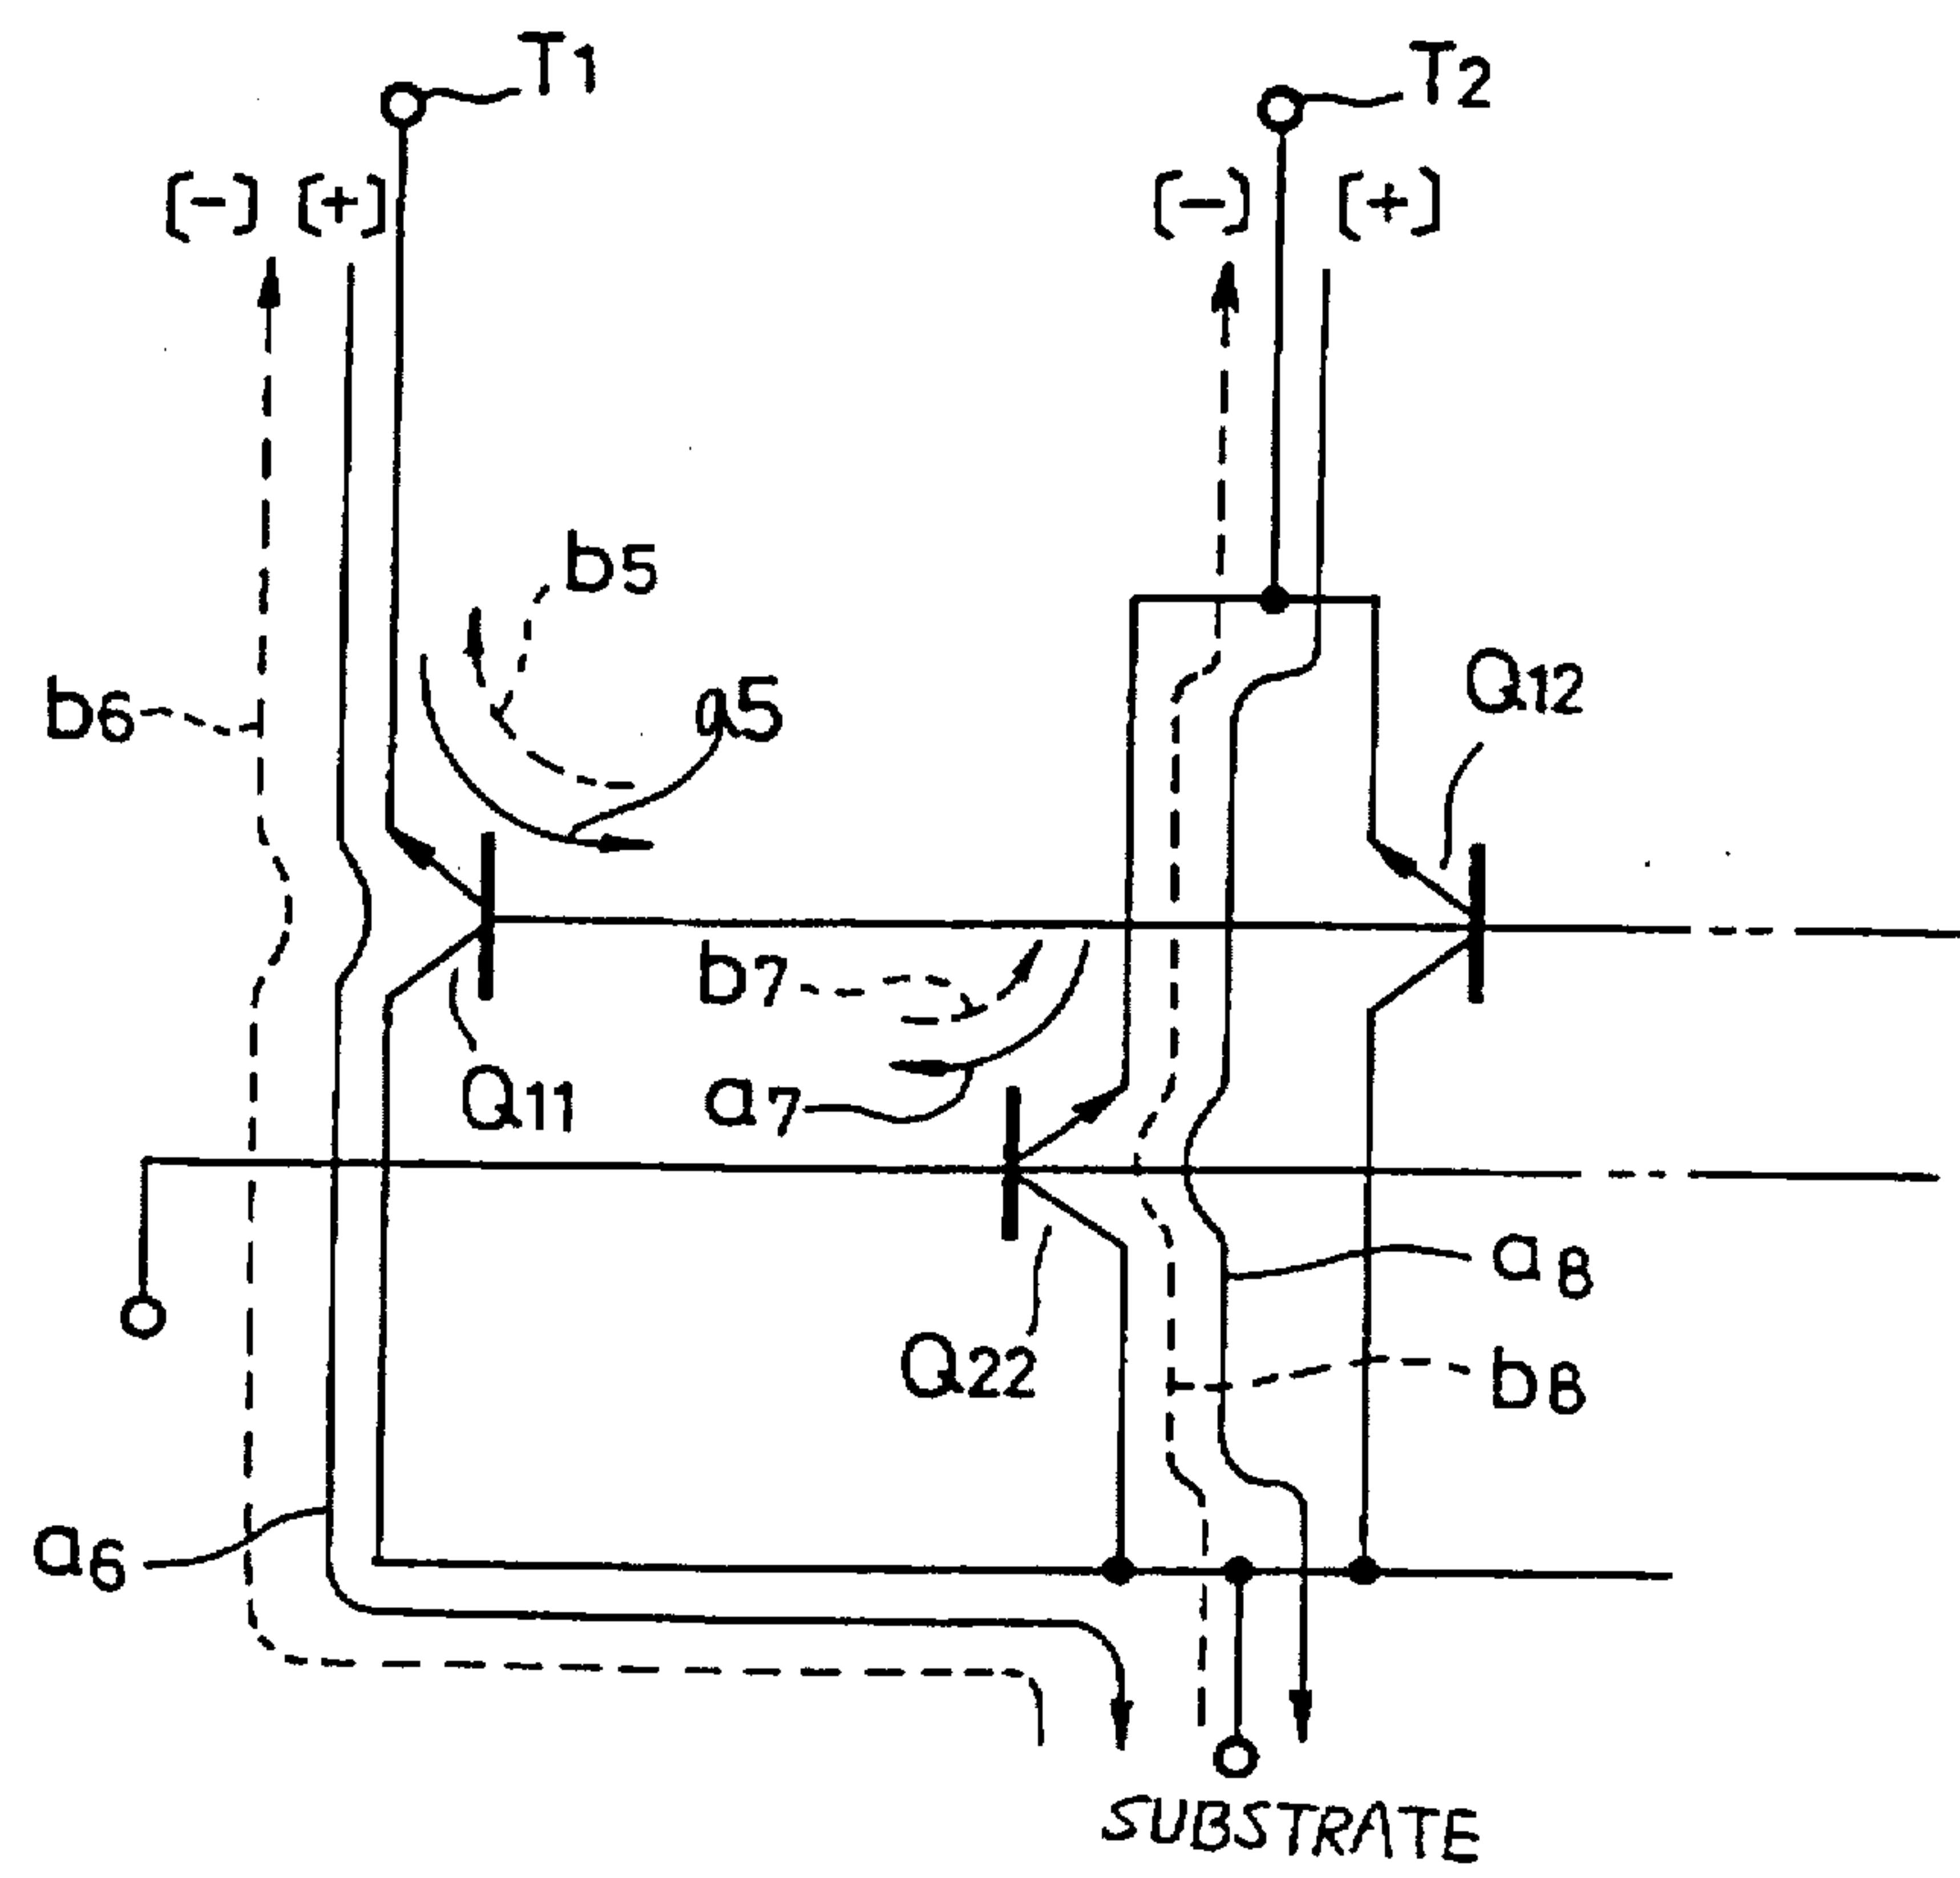 T1 T2
(-) (+) (-) (+)
b5
b6 a5 Q12
b7
Q11 a7
a8
Q22 b8
a6
SUBSTRATE